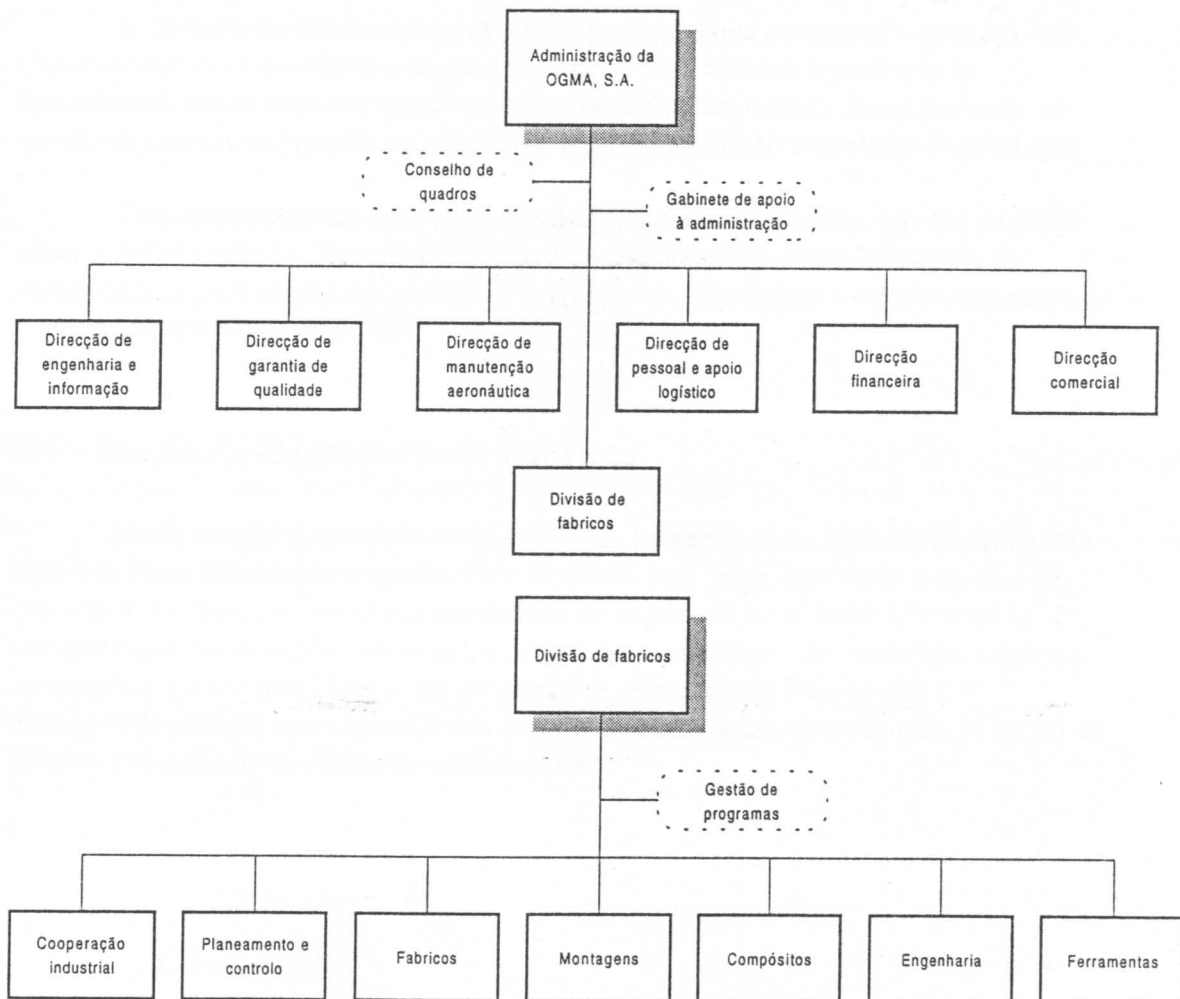 Administração da
OGMA, S.A.
Conselho de
quadros
Gabinete de apoio
à administração
Direcção de
engenharia e
informação
Direcção de
garantia de
qualidade
Direcção de
manutenção
aeronáutica
Direcção de
pessoal e apoio
logístico
Direcção
financeira
Direcção
comercial
Divisão de
fabricos
Divisão de fabricos
Gestão de
programas
Cooperação
industrial
Planeamento e
controlo
Fabricos
Montagens
Compósitos
Engenharia
Ferramentas